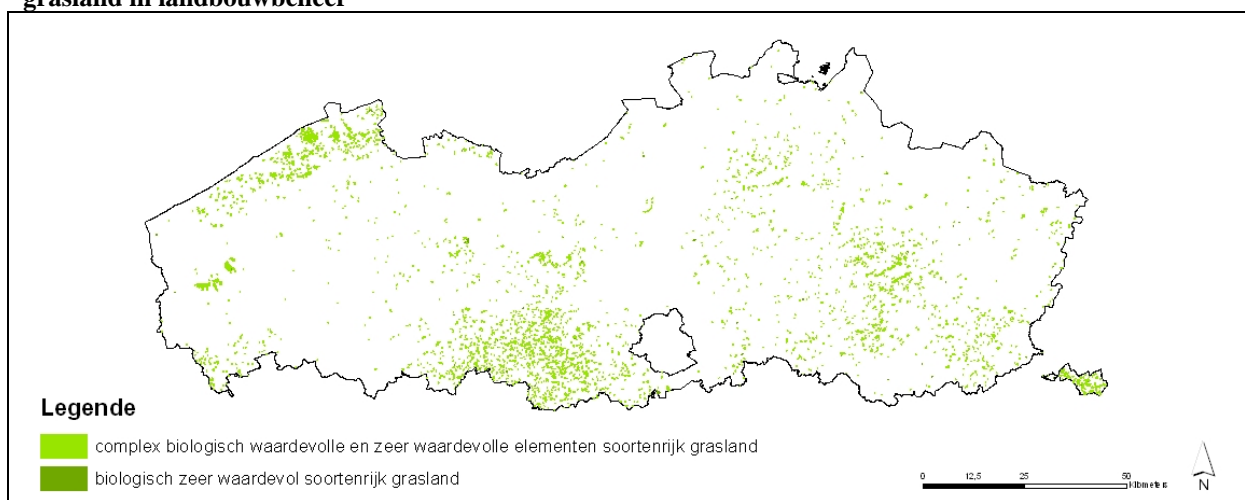 grasland in landbouwbeheer
Legende
complex biologisch waardevolle en zeer waardevolle elementen soortenrijk grasland
biologisch zeer waardevol soortenrijk grasland
0 12,5 25 50
Kilometers
N